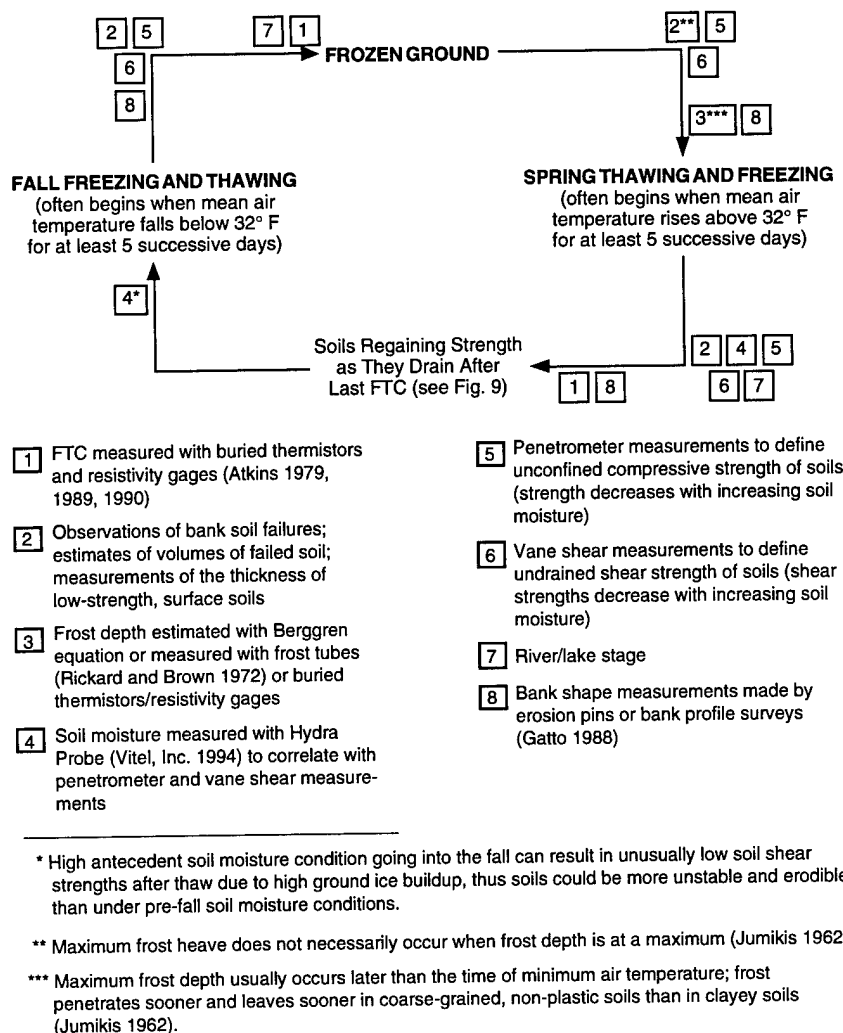 2 5
6
8
7 1
FROZEN GROUND
2** 5
6
3*** 8
FALL FREEZING AND THAWING
(often begins when mean air
temperature falls below 32° F
for at least 5 successive days)
SPRING THAWING AND FREEZING
(often begins when mean air
temperature rises above 32° F
for at least 5 successive days)
4*
Soils Regaining Strength
as They Drain After
Last FTC (see Fig. 9)
1 8
2 4 5
6 7
1 FTC measured with buried thermistors
and resistivity gages (Atkins 1979,
1989, 1990)
2 Observations of bank soil failures;
estimates of volumes of failed soil;
measurements of the thickness of
low-strength, surface soils
3 Frost depth estimated with Berggren
equation or measured with frost tubes
(Rickard and Brown 1972) or buried
thermistors/resistivity gages
4 Soil moisture measured with Hydra
Probe (Vitel, Inc. 1994) to correlate with
penetrometer and vane shear measure-
ments
5 Penetrometer measurements to define
unconfined compressive strength of soils
(strength decreases with increasing soil
moisture)
6 Vane shear measurements to define
undrained shear strength of soils (shear
strengths decrease with increasing soil
moisture)
7 River/lake stage
8 Bank shape measurements made by
erosion pins or bank profile surveys
(Gatto 1988)
* High antecedent soil moisture condition going into the fall can result in unusually low soil shear
strengths after thaw due to high ground ice buildup, thus soils could be more unstable and erodible
than under pre-fall soil moisture conditions.
** Maximum frost heave does not necessarily occur when frost depth is at a maximum (Jumikis 1962
*** Maximum frost depth usually occurs later than the time of minimum air temperature; frost
penetrates sooner and leaves sooner in coarse-grained, non-plastic soils than in clayey soils
(Jumikis 1962).